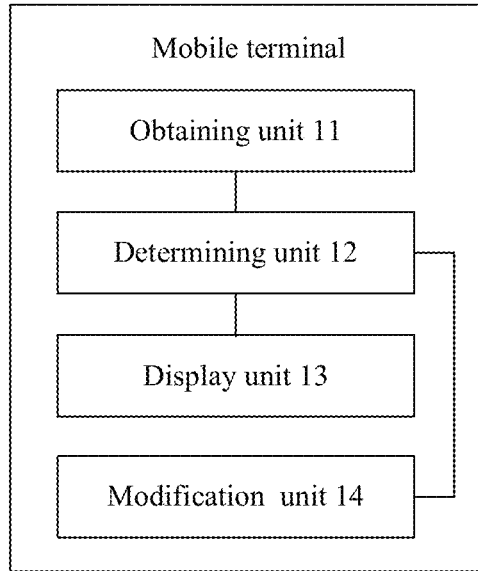 Mobile terminal
Obtaining unit 11
Determining unit 12
Display unit 13
Modification unit 14